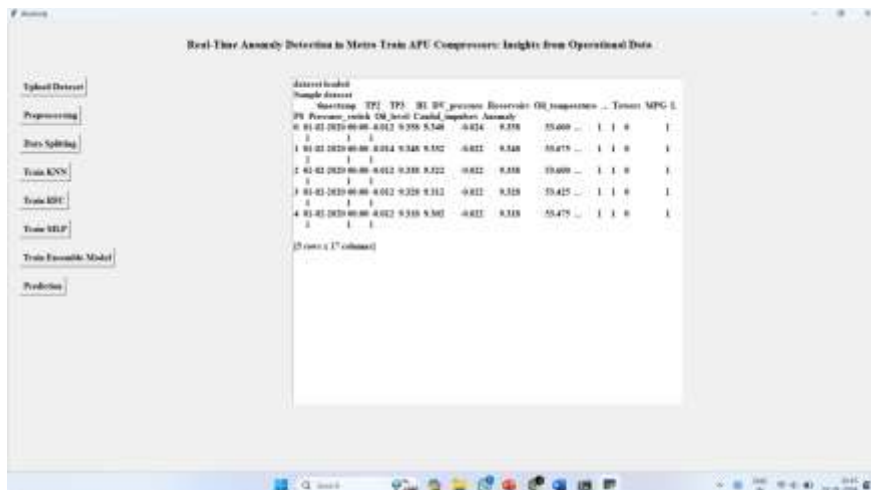 Real-Time Anomaly Detection in Metro Train APU Compressors: Insights from Operational Data
Upload Dataset
Preprocessing
Data Splitting
Train KNN
Train RFC
Train MLP
Train Ensemble Model
Prediction
dataset loaded
Sample dataset
timestamp TP2 TP3 H1 DV_pressure Reservoirs Oil_temperature ... Towers MPG L
PS Pressure_switch Oil_level Caudal_impulses Anomaly
0 01-02-2020 00:00 -0.012 9.358 9.340 -0.024 9.358 53.600 ... 1 1 0 1
1 1 1
1 01-02-2020 00:00 -0.014 9.348 9.332 -0.022 9.348 53.675 ... 1 1 0 1
1 1 1
2 01-02-2020 00:00 -0.012 9.338 9.322 -0.022 9.338 53.600 ... 1 1 0 1
1 1 1
3 01-02-2020 00:00 -0.012 9.328 9.312 -0.022 9.328 53.425 ... 1 1 0 1
1 1 1
4 01-02-2020 00:00 -0.012 9.318 9.302 -0.022 9.318 53.475 ... 1 1 0 1
1 1 1
[5 rows x 17 columns]
Search